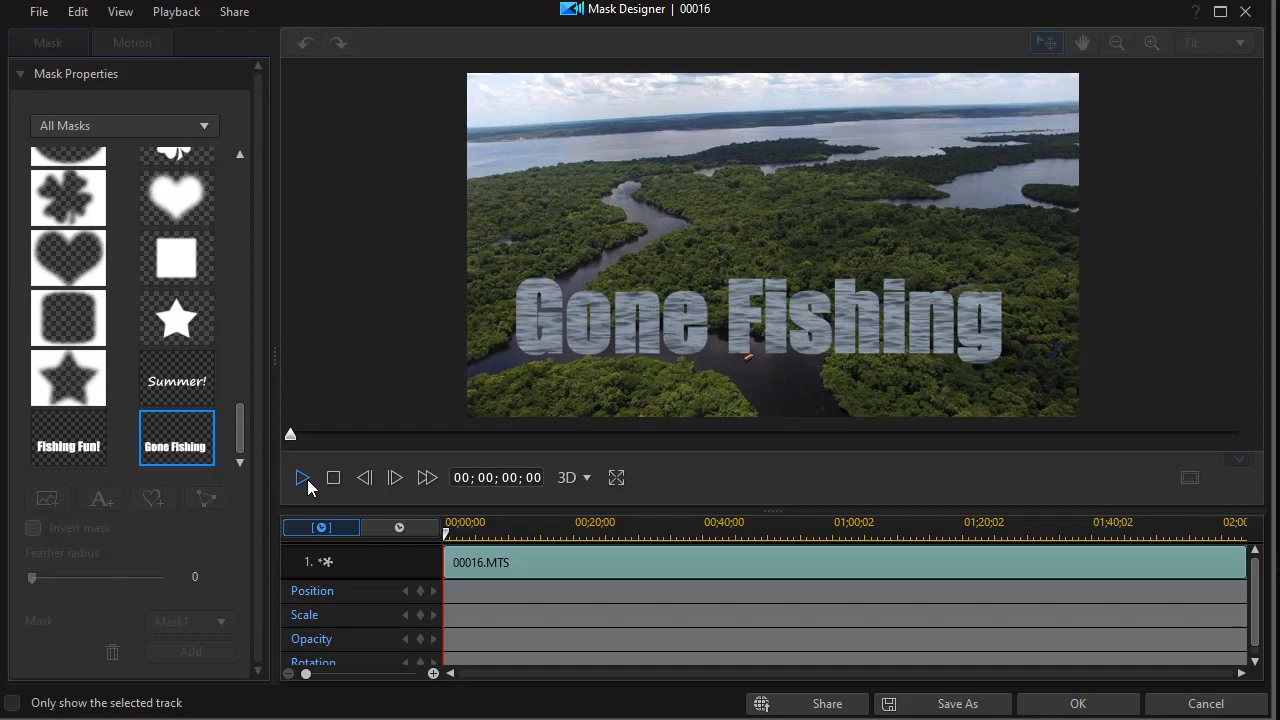 Mask Designer | 00016
File Edit View Playback Share
?
Mask Motion
Fit
Mask Properties
All Masks
Summer!
Fishing Fun!
Gone Fishing
Gone Fishing
Invert mask
Feather radius:
0
Mask Mask1
Add
00;00;00;00 3D
00;00;00 00;20;00 00;40;00 01;00;02 01;20;02 01;40;02 02;00
1. 00016.MTS
Position
Scale
Opacity
Rotation
Only show the selected track
Share Save As OK Cancel